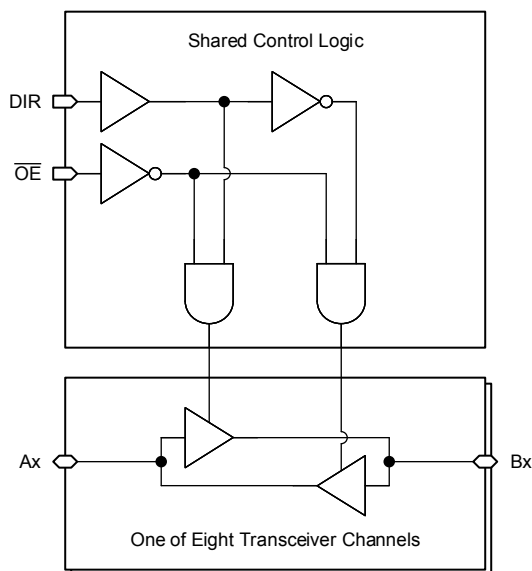 Shared Control Logic
DIR
OE
Ax
Bx
One of Eight Transceiver Channels